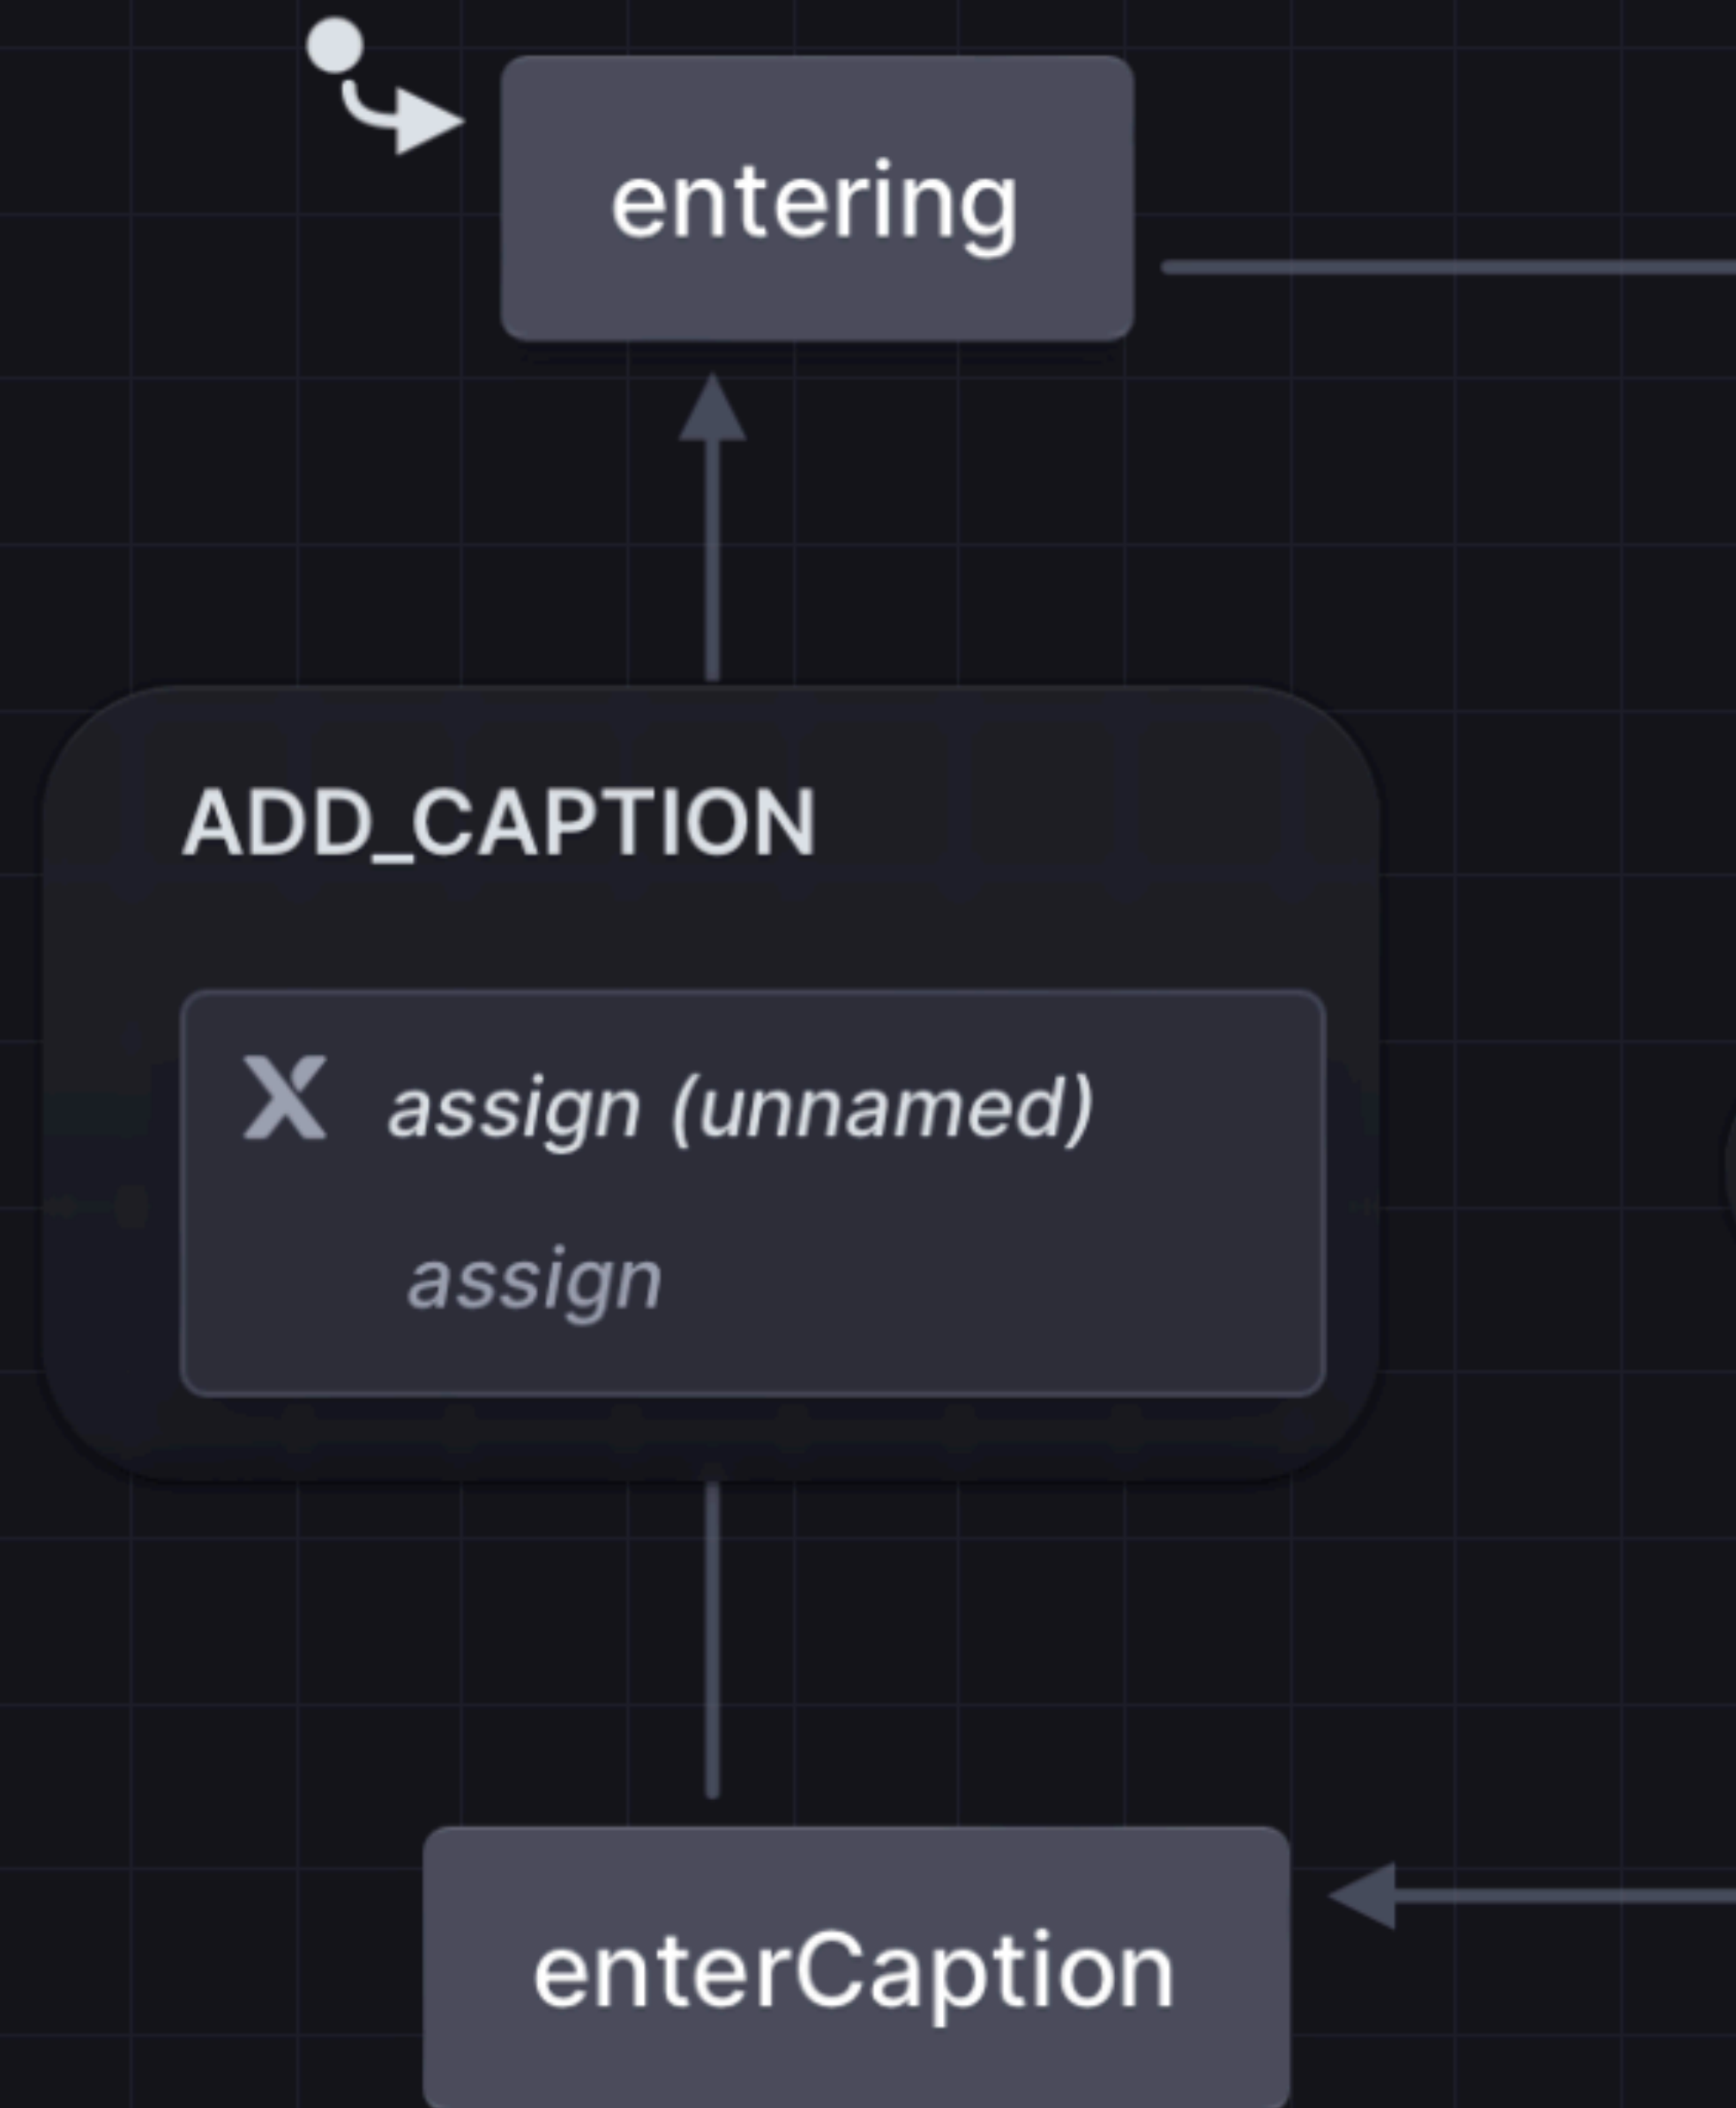 entering
ADD_CAPTION
assign (unnamed)
assign
enterCaption